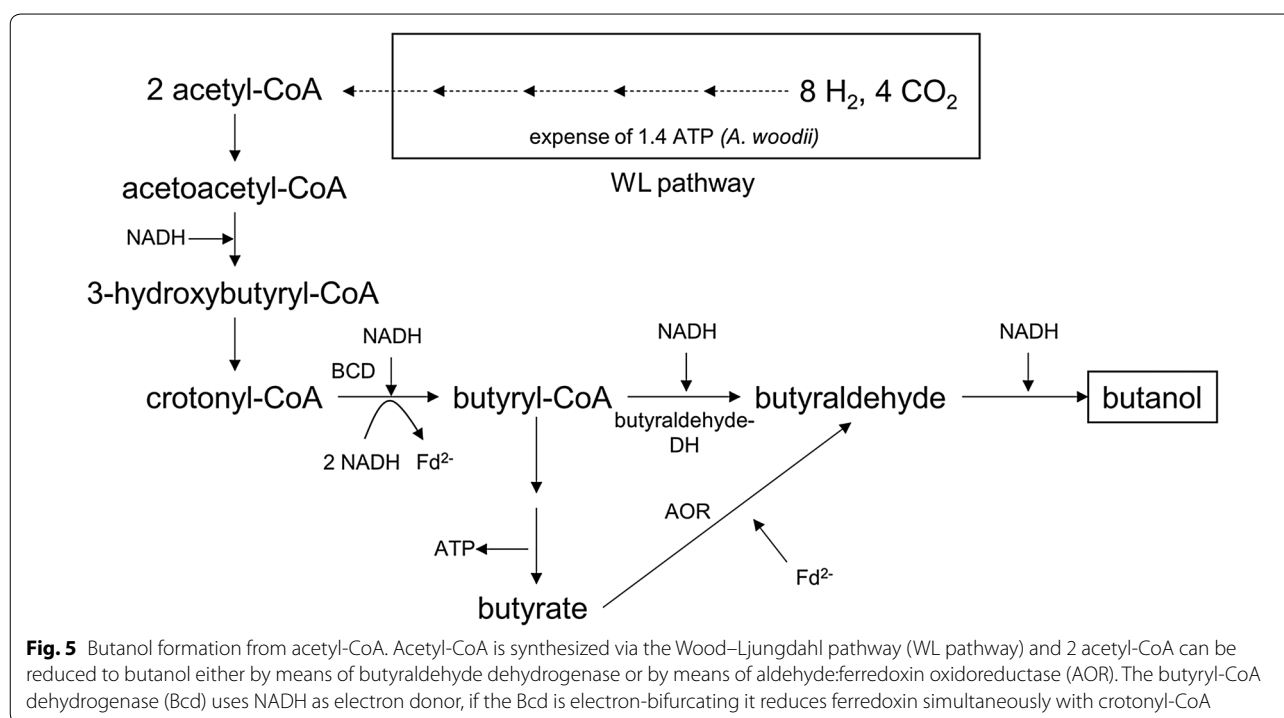 2 acetyl-CoA
8 H₂, 4 CO₂
expense of 1.4 ATP (A. woodii)
WL pathway
acetoacetyl-CoA
NADH
3-hydroxybutyryl-CoA
NADH
NADH
NADH
BCD
crotonyl-CoA
butyryl-CoA
butyraldehyde
butanol
butyraldehyde-
DH
2 NADH
Fd²⁻
AOR
ATP
Fd²⁻
butyrate
Fig. 5 Butanol formation from acetyl-CoA. Acetyl-CoA is synthesized via the Wood–Ljungdahl pathway (WL pathway) and 2 acetyl-CoA can be
reduced to butanol either by means of butyraldehyde dehydrogenase or by means of aldehyde:ferredoxin oxidoreductase (AOR). The butyryl-CoA
dehydrogenase (Bcd) uses NADH as electron donor, if the Bcd is electron-bifurcating it reduces ferredoxin simultaneously with crotonyl-CoA